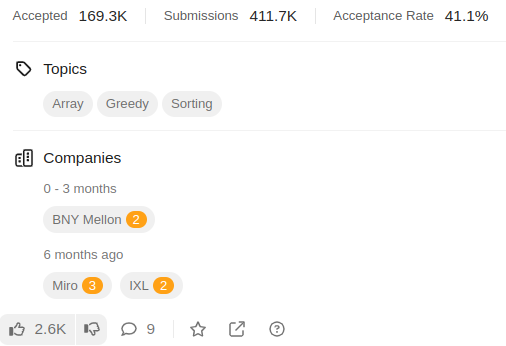 Accepted 169.3K Submissions 411.7K Acceptance Rate 41.1%
Topics
Array Greedy Sorting
Companies
0 - 3 months
BNY Mellon 2
6 months ago
Miro 3 IXL 2
2.6K 9